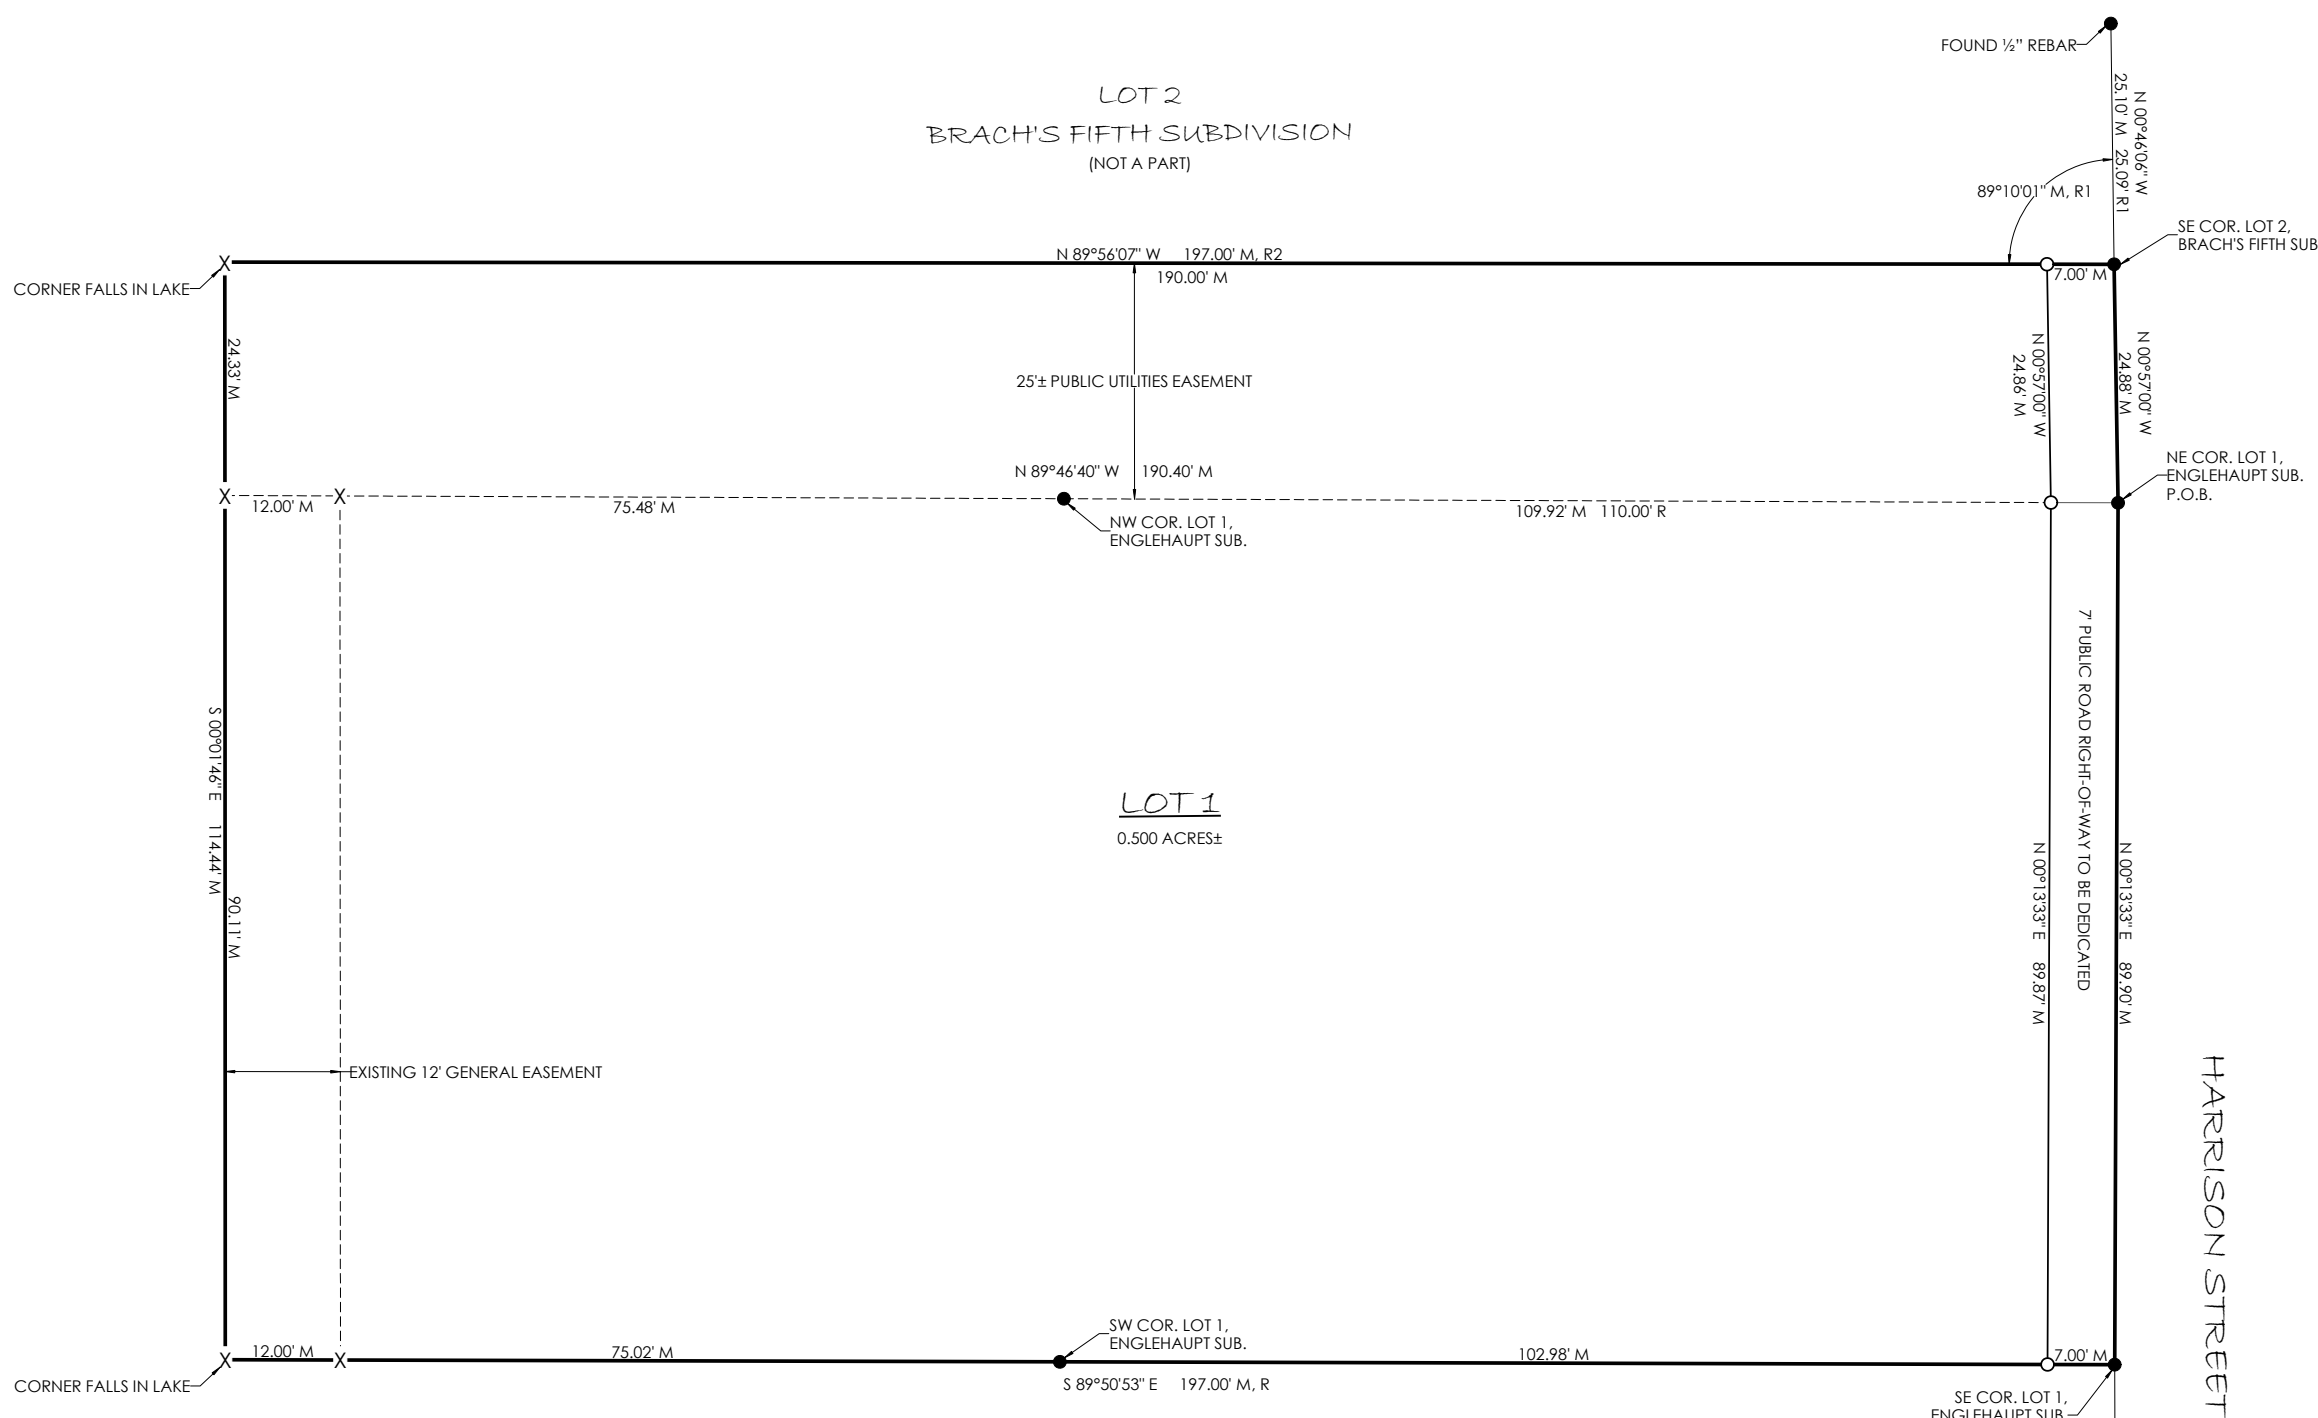 FOUND ½" REBAR
N 00°46'06" W
25.10' M 25.09' R1
LOT 2
BRACH'S FIFTH SUBDIVISION
(NOT A PART)
89°10'01" M, R1
SE COR. LOT 2,
BRACH'S FIFTH SUB
N 89°56'07" W 197.00' M, R2
190.00' M
7.00' M
CORNER FALLS IN LAKE
X
24.33' M
25'± PUBLIC UTILITIES EASEMENT
N 00°57'00" W
24.86' M
N 00°57'00" W
24.88' M
N 89°46'40" W 190.40' M
NE COR. LOT 1,
ENGLEHAUPT SUB.
P.O.B.
X
X
12.00' M
75.48' M
NW COR. LOT 1,
ENGLEHAUPT SUB.
109.92' M 110.00' R
7' PUBLIC ROAD RIGHT-OF-WAY TO BE DEDICATED
S 00°01'46" E 114.44' M
90.11' M
LOT 1
0.500 ACRES±
N 00°13'33" E 89.87' M
N 00°13'33" E 89.90' M
EXISTING 12' GENERAL EASEMENT
HARRISON STREET
SW COR. LOT 1,
ENGLEHAUPT SUB.
X
X
12.00' M
75.02' M
102.98' M
7.00' M
CORNER FALLS IN LAKE
S 89°50'53" E 197.00' M, R
SE COR. LOT 1,
ENGLEHAUPT SUB.